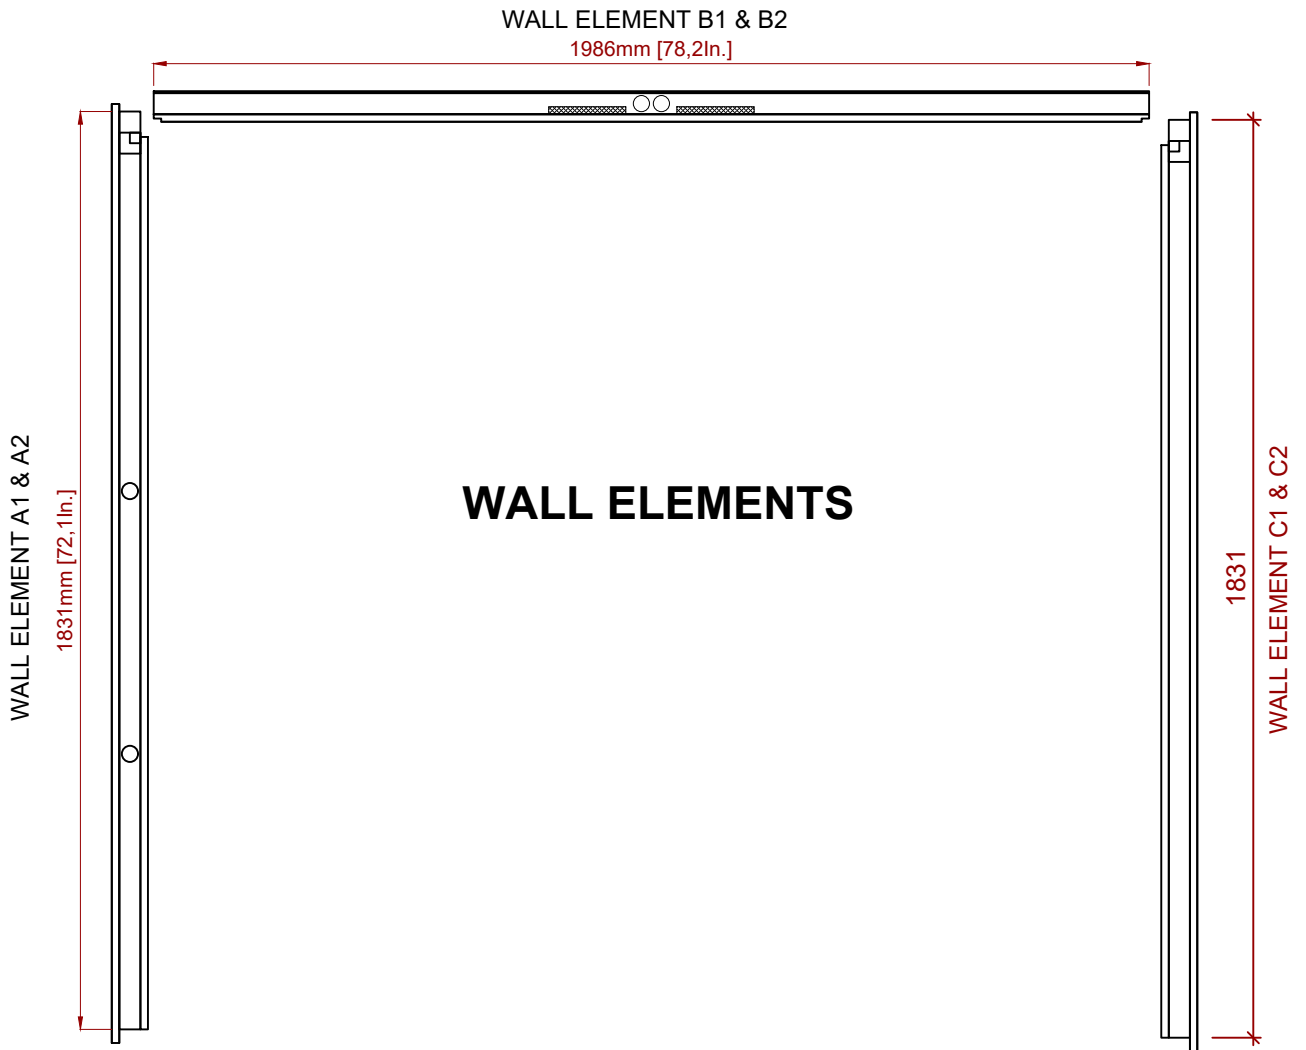 WALL ELEMENT B1 & B2
1986mm [78,2In.]
WALL ELEMENT A1 & A2
1831mm [72,1In.]
WALL ELEMENTS
1831
WALL ELEMENT C1 & C2